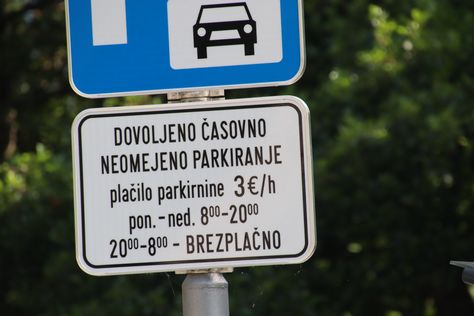 DOVOLJENO ČASOVNO
NEOMEJENO PARKIRANJE
plačilo parkirnine 3€/h
pon.-ned. 8⁰⁰-20⁰⁰
20⁰⁰-8⁰⁰ - BREZPLAČNO